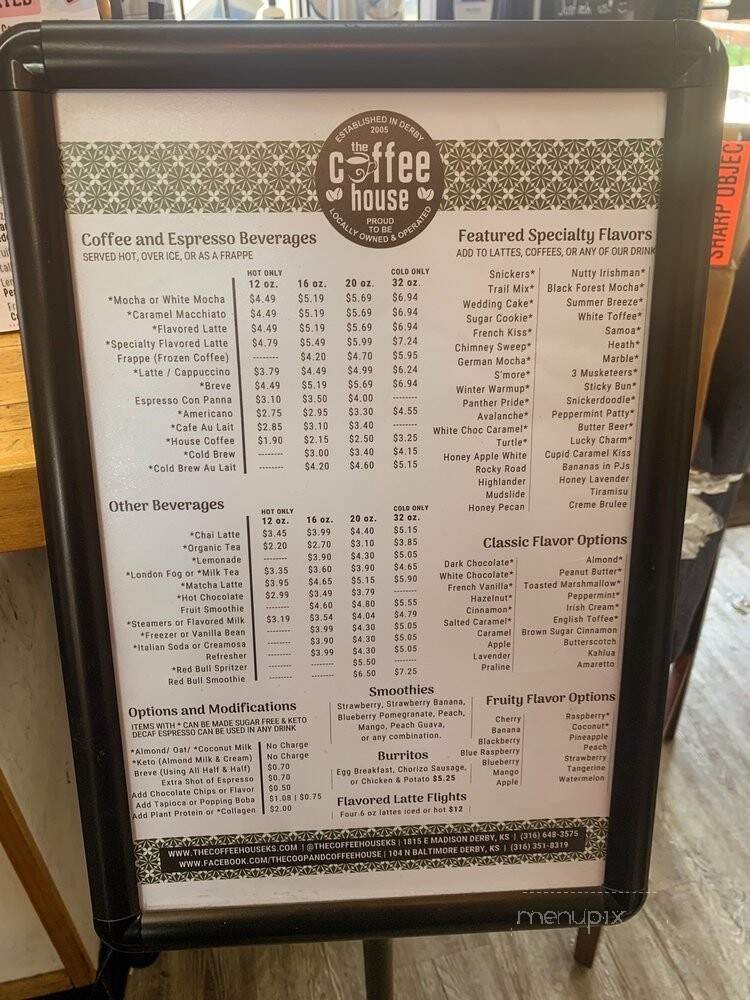 ESTABLISHED IN DERBY
2005
the
coffee
house
PROUD
TO BE
LOCALLY OWNED & OPERATED
SHARP OBJEC
Coffee and Espresso Beverages
SERVED HOT, OVER ICE, OR AS A FRAPPE
HOT ONLY COLD ONLY
12 oz. 16 oz. 20 oz. 32 oz.
*Mocha or White Mocha $4.49 $5.19 $5.69 $6.94
*Caramel Macchiato $4.49 $5.19 $5.69 $6.94
*Flavored Latte $4.49 $5.19 $5.69 $6.94
*Specialty Flavored Latte $4.79 $5.49 $5.99 $7.24
Frappe (Frozen Coffee) -------- $4.20 $4.70 $5.95
*Latte / Cappuccino $3.79 $4.49 $4.99 $6.24
*Breve $4.49 $5.19 $5.69 $6.94
Espresso Con Panna $3.10 $3.50 $4.00 --------
*Americano $2.75 $2.95 $3.30 $4.55
*Cafe Au Lait $2.85 $3.10 $3.40 --------
*House Coffee $1.90 $2.15 $2.50 $3.25
*Cold Brew -------- $3.00 $3.40 $4.15
*Cold Brew Au Lait -------- $4.20 $4.60 $5.15
Featured Specialty Flavors
ADD TO LATTES, COFFEES, OR ANY OF OUR DRINK
Snickers* Nutty Irishman*
Trail Mix* Black Forest Mocha*
Wedding Cake* Summer Breeze*
Sugar Cookie* White Toffee*
French Kiss* Samoa*
Chimney Sweep* Heath*
German Mocha* Marble*
S'more* 3 Musketeers*
Winter Warmup* Sticky Bun*
Panther Pride* Snickerdoodle*
Avalanche* Peppermint Patty*
White Choc Caramel* Butter Beer*
Turtle* Lucky Charm*
Honey Apple White Cupid Caramel Kiss
Rocky Road Bananas in PJs
Highlander Honey Lavender
Mudslide Tiramisu
Honey Pecan Creme Brulee
Other Beverages
HOT ONLY COLD ONLY
12 oz. 16 oz. 20 oz. 32 oz.
*Chai Latte $3.45 $3.99 $4.40 $5.15
*Organic Tea $2.20 $2.70 $3.10 $3.85
*Lemonade -------- $3.90 $4.30 $5.05
*London Fog or *Milk Tea $3.35 $3.60 $3.90 $4.65
*Matcha Latte $3.95 $4.65 $5.15 $5.90
*Hot Chocolate $2.99 $3.49 $3.79 --------
Fruit Smoothie -------- $4.60 $4.80 $5.55
*Steamers or Flavored Milk $3.19 $3.54 $4.04 $4.79
*Freezer or Vanilla Bean -------- $3.99 $4.30 $5.05
*Italian Soda or Creamosa -------- $3.90 $4.30 $5.05
Refresher -------- $3.99 $4.30 $5.05
*Red Bull Spritzer -------- -------- $5.50 --------
Red Bull Smoothie -------- -------- $6.50 $7.25
Classic Flavor Options
Dark Chocolate* Almond*
White Chocolate* Peanut Butter*
French Vanilla* Toasted Marshmallow*
Hazelnut* Peppermint*
Cinnamon* Irish Cream*
Salted Caramel* English Toffee*
Caramel Brown Sugar Cinnamon
Apple Butterscotch
Lavender Kahlua
Praline Amaretto
Options and Modifications
ITEMS WITH * CAN BE MADE SUGAR FREE & KETO
DECAF ESPRESSO CAN BE USED IN ANY DRINK
*Almond/ Oat/ *Coconut Milk No Charge
*Keto (Almond Milk & Cream) No Charge
Breve (Using All Half & Half) $0.70
Extra Shot of Espresso $0.70
Add Chocolate Chips or Flavor $0.50
Add Tapioca or Popping Boba $1.08 | $0.75
Add Plant Protein or *Collagen $2.00
Smoothies
Strawberry, Strawberry Banana,
Blueberry Pomegranate, Peach,
Mango, Peach Guava,
or any combination.
Burritos
Egg Breakfast, Chorizo Sausage,
or Chicken & Potato $5.25
Flavored Latte Flights
Four 6 oz lattes iced or hot $12
Fruity Flavor Options
Cherry Raspberry*
Banana Coconut*
Blackberry Pineapple
Blue Raspberry Peach
Blueberry Strawberry
Mango Tangerine
Apple Watermelon
WWW.THECOFFEEHOUSEKS.COM | @THECOFFEEHOUSEKS | 1815 E MADISON DERBY, KS | (316) 648-3575
WWW.FACEBOOK.COM/THECOOPANDCOFFEEHOUSE | 104 N BALTIMORE DERBY, KS | (316) 351-8319
menupix